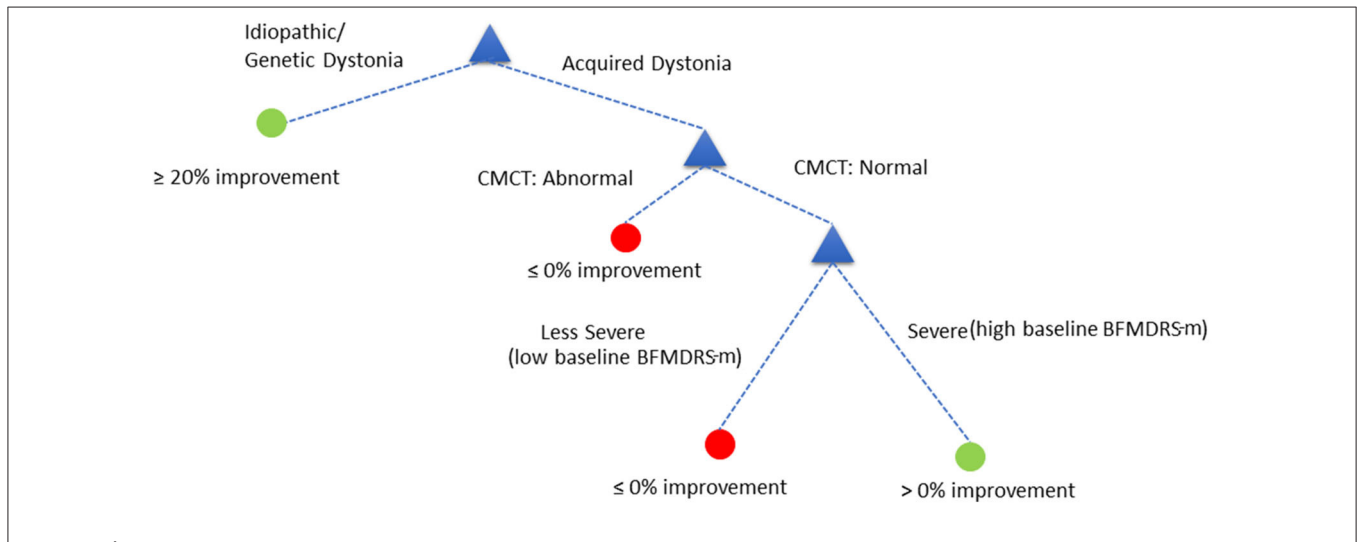 Idiopathic/
Genetic Dystonia
Acquired Dystonia
≥ 20% improvement
CMCT: Abnormal
CMCT: Normal
≤ 0% improvement
Less Severe
(low baseline BFMDRS-m)
Severe(high baseline BFMDRS-m)
≤ 0% improvement
> 0% improvement